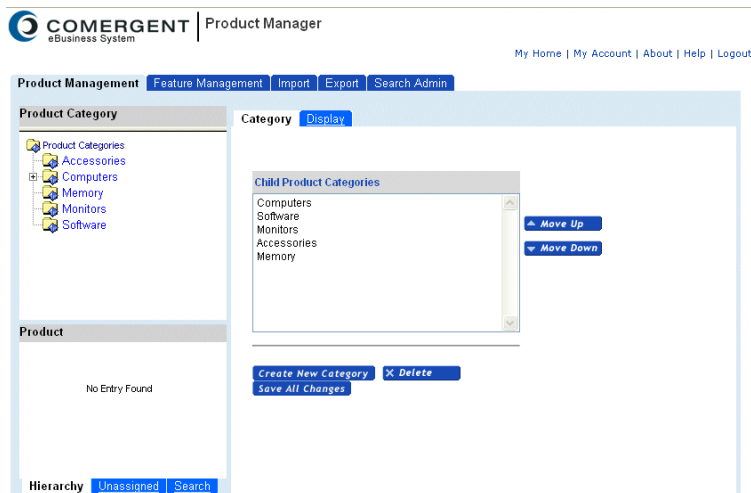 COMERGENT
eBusiness System
Product Manager
My Home | My Account | About | Help | Logout
Product Management
Feature Management
Import
Export
Search Admin
Product Category
Product Categories
Accessories
Computers
Memory
Monitors
Software
Product
No Entry Found
Hierarchy
Unassigned
Search
Category
Display
Child Product Categories
Computers
Software
Monitors
Accessories
Memory
Move Up
Move Down
Create New Category
X Delete
Save All Changes